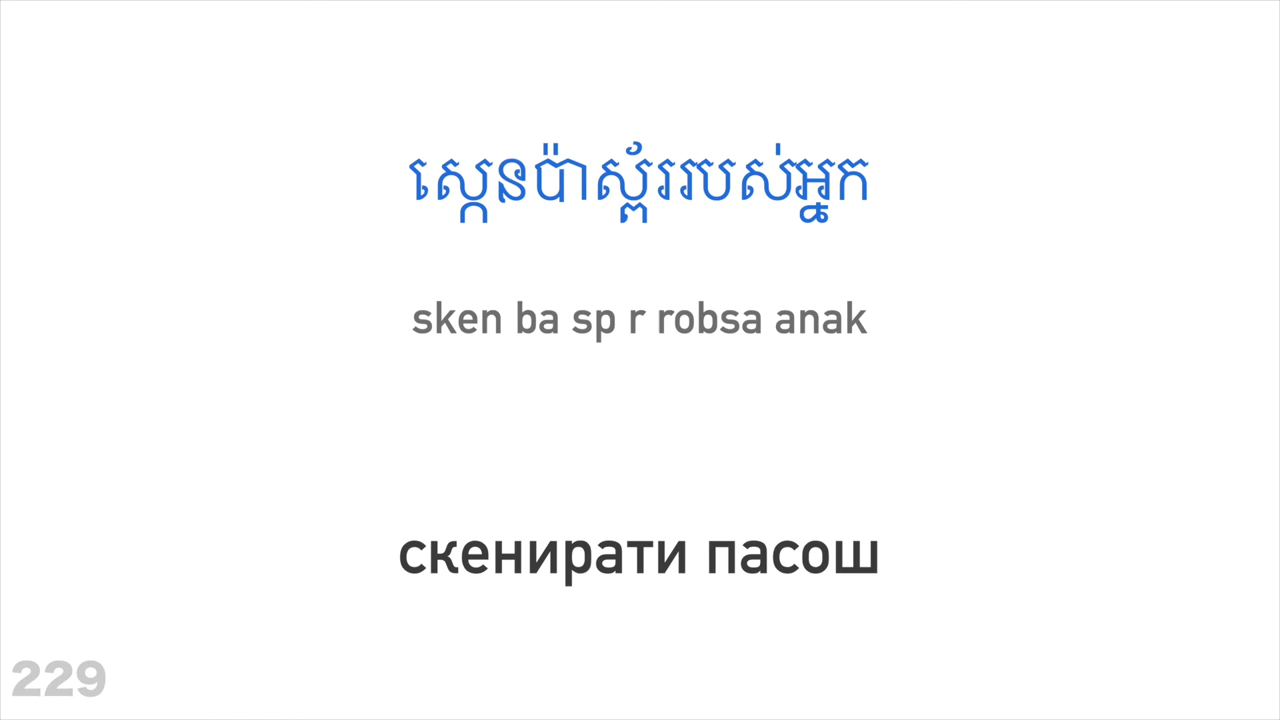 ស្កេនប៉ាស្ព័ររបស់អ្នក
sken ba sp r robsa anak
скенирати пасош
229